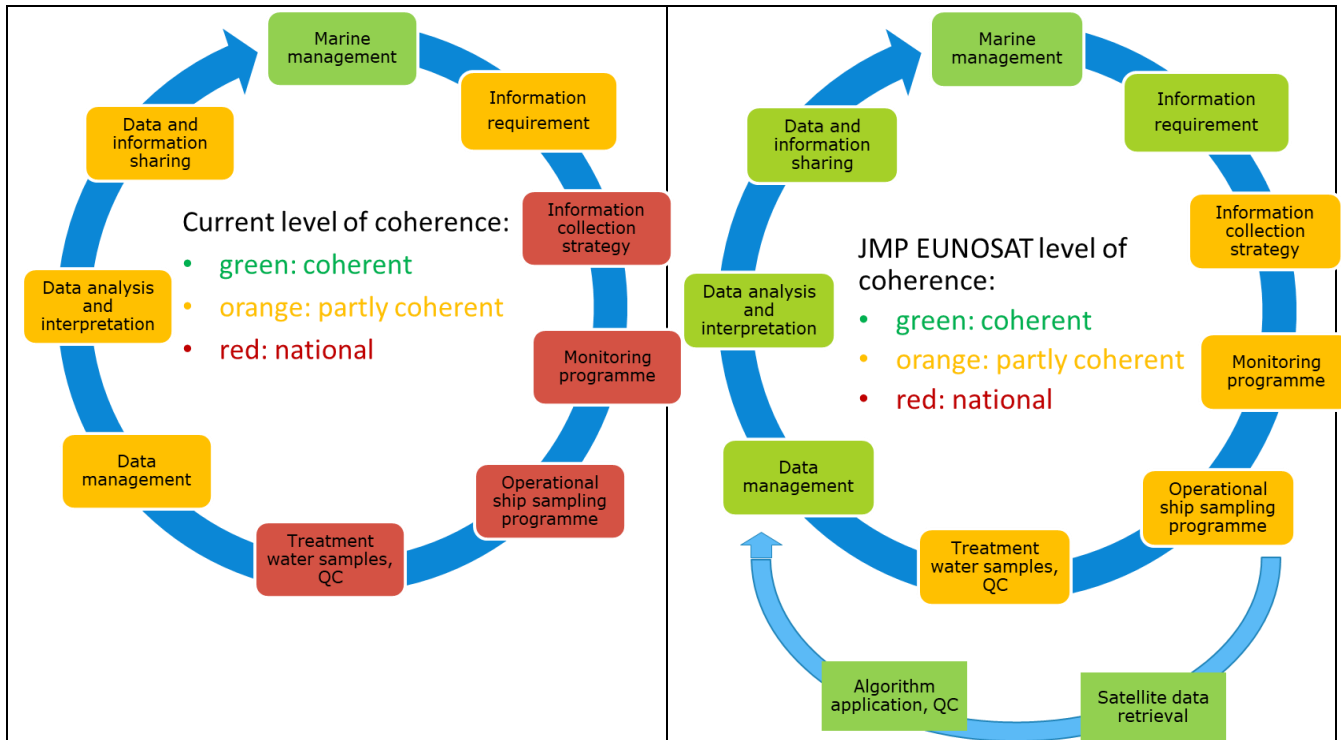 Marine
management
Information
requirement
Information
collection
strategy
Monitoring
programme
Operational
ship sampling
programme
Treatment
water samples,
QC
Data
management
Data analysis
and
interpretation
Data and
information
sharing
Current level of coherence:
• green: coherent
• orange: partly coherent
• red: national
Marine
management
Information
requirement
Information
collection
strategy
Monitoring
programme
Operational
ship sampling
programme
Treatment
water samples,
QC
Data
management
Data analysis
and
interpretation
Data and
information
sharing
JMP EUNOSAT level of
coherence:
• green: coherent
• orange: partly coherent
• red: national
Satellite data
retrieval
Algorithm
application, QC